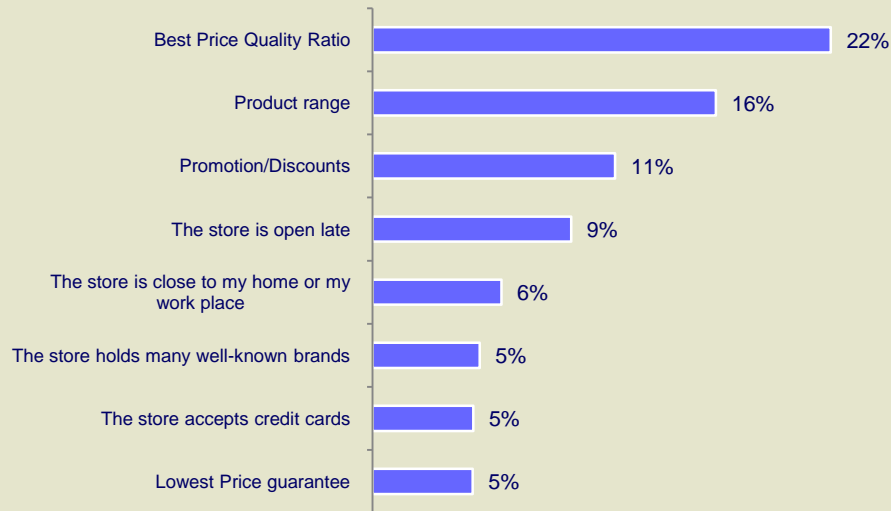 Best Price Quality Ratio 22%
Product range 16%
Promotion/Discounts 11%
The store is open late 9%
The store is close to my home or my
work place 6%
The store holds many well-known brands 5%
The store accepts credit cards 5%
Lowest Price guarantee 5%